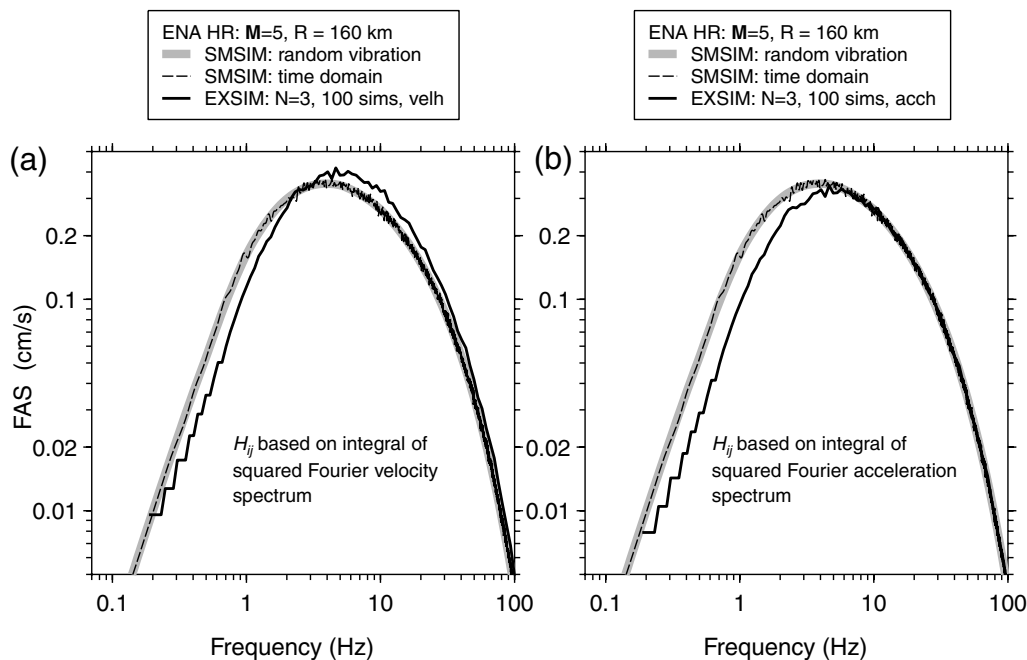 ENA HR: M=5, R = 160 km
SMSIM: random vibration
SMSIM: time domain
EXSIM: N=3, 100 sims, velh
ENA HR: M=5, R = 160 km
SMSIM: random vibration
SMSIM: time domain
EXSIM: N=3, 100 sims, acch
(a)
(b)
0.2
0.1
0.02
0.01
FAS (cm/s)
Hij based on integral of
squared Fourier velocity
spectrum
0.1
1
10
100
Frequency (Hz)
0.2
0.1
0.02
0.01
Hij based on integral of
squared Fourier acceleration
spectrum
0.1
1
10
100
Frequency (Hz)